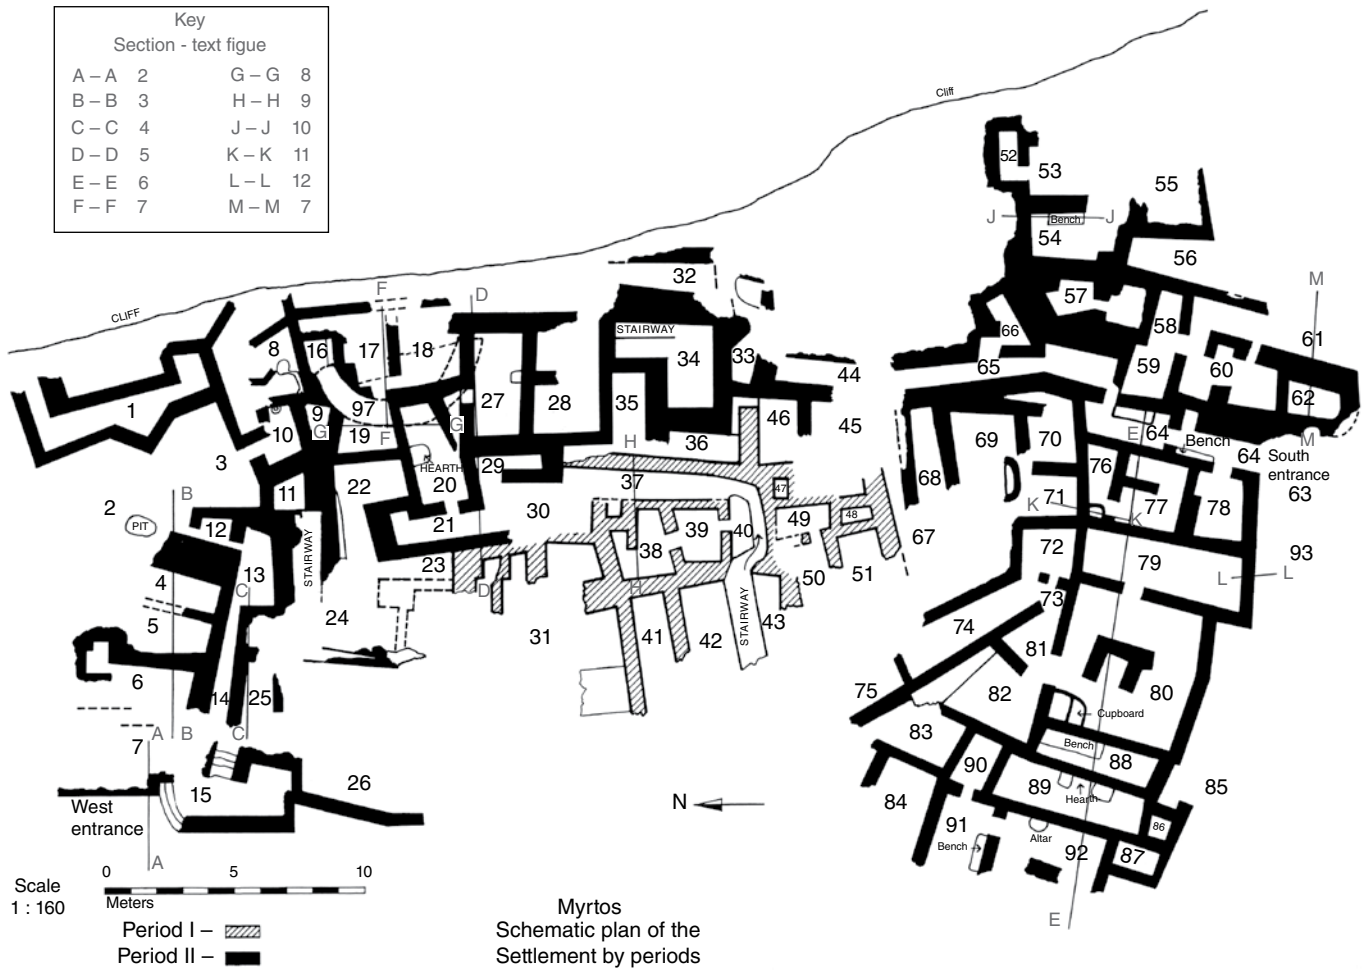 Key
Section - text figue
A – A 2 G – G 8
B – B 3 H – H 9
C – C 4 J – J 10
D – D 5 K – K 11
E – E 6 L – L 12
F – F 7 M – M 7
Cliff
52
53
55
J J
Bench
54
56
32
M
F
D
CLIFF
57
STAIRWAY
58
61
8
16
17
18
66
34
33
59
60
65
44
62
1
97
27
28
35
46
45
9
G
19
F
G
10
H
36
69
70
E
64
M
Bench
64
South
entrance
63
3
HEARTH
29
76
11
22
20
37
47
68
71
K K
77
78
2
B
PIT
21
30
39
40
49
48
12
67
38
72
79
93
STAIRWAY
23
4
13
50
51
L L
C
D
H
73
5
24
31
41
42
STAIRWAY
43
74
81
6
14
25
75
82
80
Cupboard
7
A
B
C
83
Bench
88
90
15
26
89
85
Hearth
West
entrance
N
84
91
86
Altar
Bench
92
87
A
Scale
1 : 160
0 5 10
Meters
E
Period I –
Period II –
Myrtos
Schematic plan of the
Settlement by periods